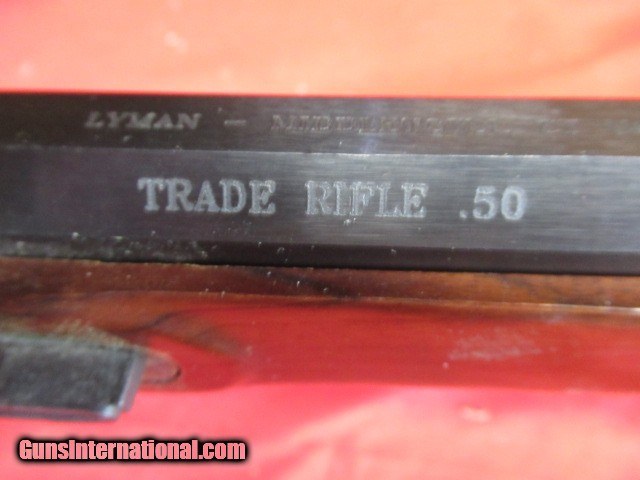 LYMAN –
TRADE RIFLE .50
GunsInternational.com